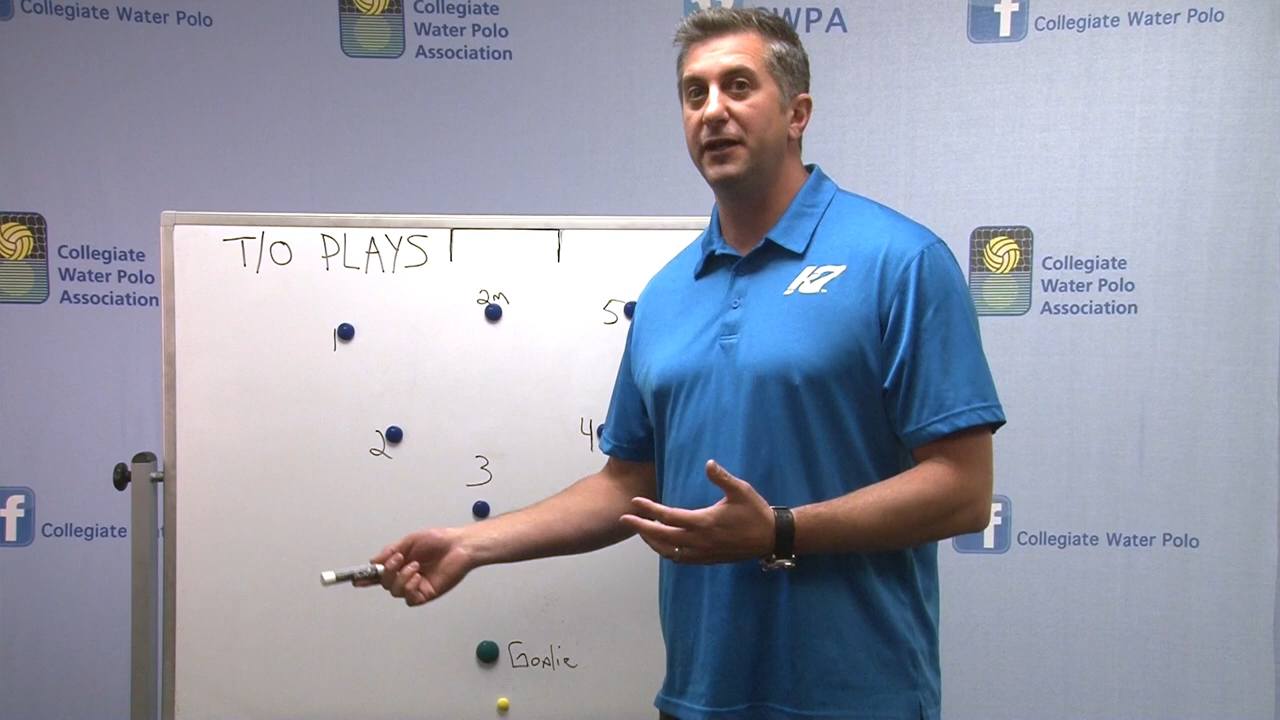 Collegiate Water Polo
Collegiate
Water Polo
Association
CWPA
f
Collegiate Water Polo
T/O PLAYS
2m
5
1
Collegiate
Water Polo
Association
Collegiate
Water Polo
Association
2
4
3
f
Collegiate
f
Collegiate Water Polo
Goalie